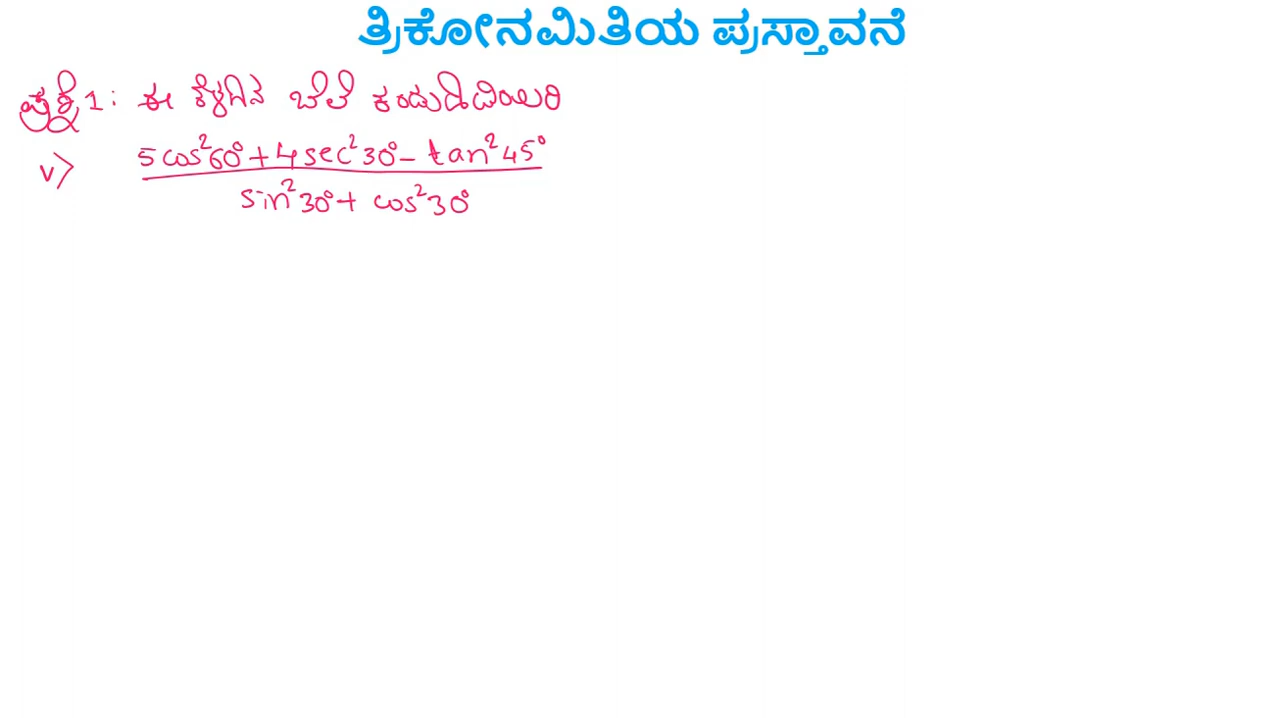 ತ್ರಿಕೋನಮಿತಿಯ ಪ್ರಸ್ತಾವನೆ
ಪ್ರಶ್ನೆ 1: ಈ ಕೆಳಗಿನ ಬೆಲೆ ಕಂಡುಹಿಡಿಯಿರಿ
v) 5cos²60°+4sec²30°– tan²45°
sin²30°+ cos²30°